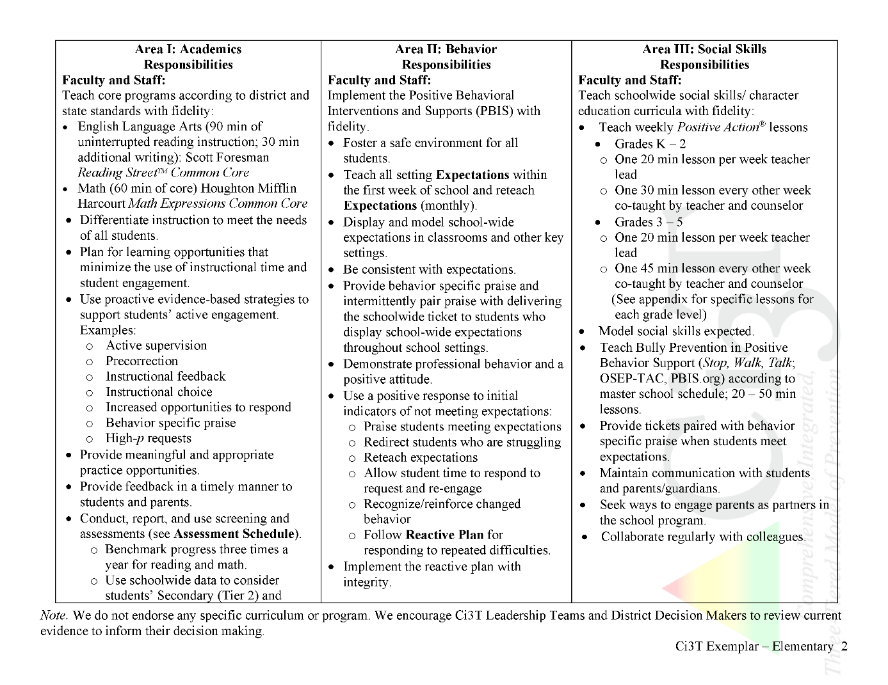 Area I: Academics
Responsibilities
Faculty and Staff:
Teach core programs according to district and
state standards with fidelity:
• English Language Arts (90 min of
uninterrupted reading instruction; 30 min
additional writing): Scott Foresman
Reading Street™ Common Core
• Math (60 min of core) Houghton Mifflin
Harcourt Math Expressions Common Core
• Differentiate instruction to meet the needs
of all students.
• Plan for learning opportunities that
minimize the use of instructional time and
student engagement.
• Use proactive evidence-based strategies to
support students' active engagement.
Examples:
o Active supervision
o Precorrection
o Instructional feedback
o Instructional choice
o Increased opportunities to respond
o Behavior specific praise
o High-p requests
• Provide meaningful and appropriate
practice opportunities.
• Provide feedback in a timely manner to
students and parents.
• Conduct, report, and use screening and
assessments (see Assessment Schedule).
o Benchmark progress three times a
year for reading and math.
o Use schoolwide data to consider
students' Secondary (Tier 2) and
Area II: Behavior
Responsibilities
Faculty and Staff:
Implement the Positive Behavioral
Interventions and Supports (PBIS) with
fidelity.
• Foster a safe environment for all
students.
• Teach all setting Expectations within
the first week of school and reteach
Expectations (monthly).
• Display and model school-wide
expectations in classrooms and other key
settings.
• Be consistent with expectations.
• Provide behavior specific praise and
intermittently pair praise with delivering
the schoolwide ticket to students who
display school-wide expectations
throughout school settings.
• Demonstrate professional behavior and a
positive attitude.
• Use a positive response to initial
indicators of not meeting expectations:
o Praise students meeting expectations
o Redirect students who are struggling
o Reteach expectations
o Allow student time to respond to
request and re-engage
o Recognize/reinforce changed
behavior
o Follow Reactive Plan for
responding to repeated difficulties.
• Implement the reactive plan with
integrity.
Area III: Social Skills
Responsibilities
Faculty and Staff:
Teach schoolwide social skills/ character
education curricula with fidelity:
• Teach weekly Positive Action® lessons
• Grades K – 2
o One 20 min lesson per week teacher
lead
o One 30 min lesson every other week
co-taught by teacher and counselor
• Grades 3 – 5
o One 20 min lesson per week teacher
lead
o One 45 min lesson every other week
co-taught by teacher and counselor
(See appendix for specific lessons for
each grade level)
• Model social skills expected.
• Teach Bully Prevention in Positive
Behavior Support (Stop, Walk, Talk;
OSEP-TAC, PBIS.org) according to
master school schedule; 20 – 50 min
lessons.
• Provide tickets paired with behavior
specific praise when students meet
expectations.
• Maintain communication with students
and parents/guardians.
• Seek ways to engage parents as partners in
the school program.
• Collaborate regularly with colleagues.
Ci3T
Comprehensive, Integrated,
Three-Tiered Model of Prevention
Note. We do not endorse any specific curriculum or program. We encourage Ci3T Leadership Teams and District Decision Makers to review current
evidence to inform their decision making.
Ci3T Exemplar – Elementary 2